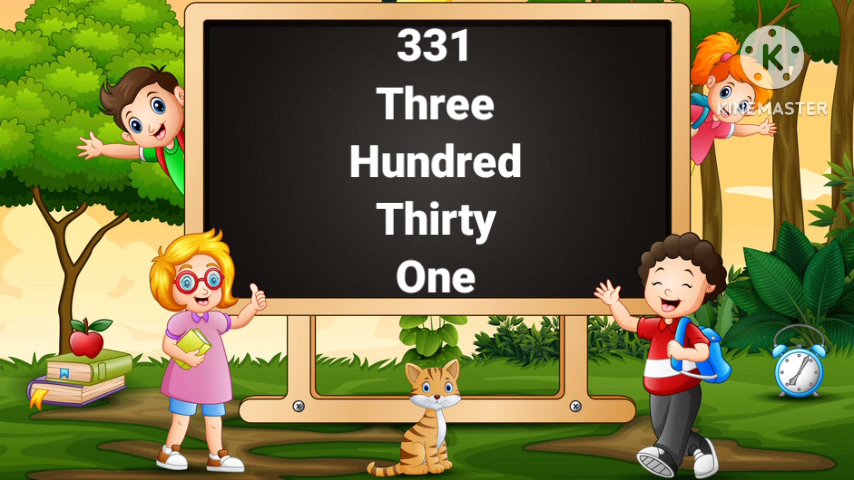 331
Three
Hundred
Thirty
One
K
KINEMASTER